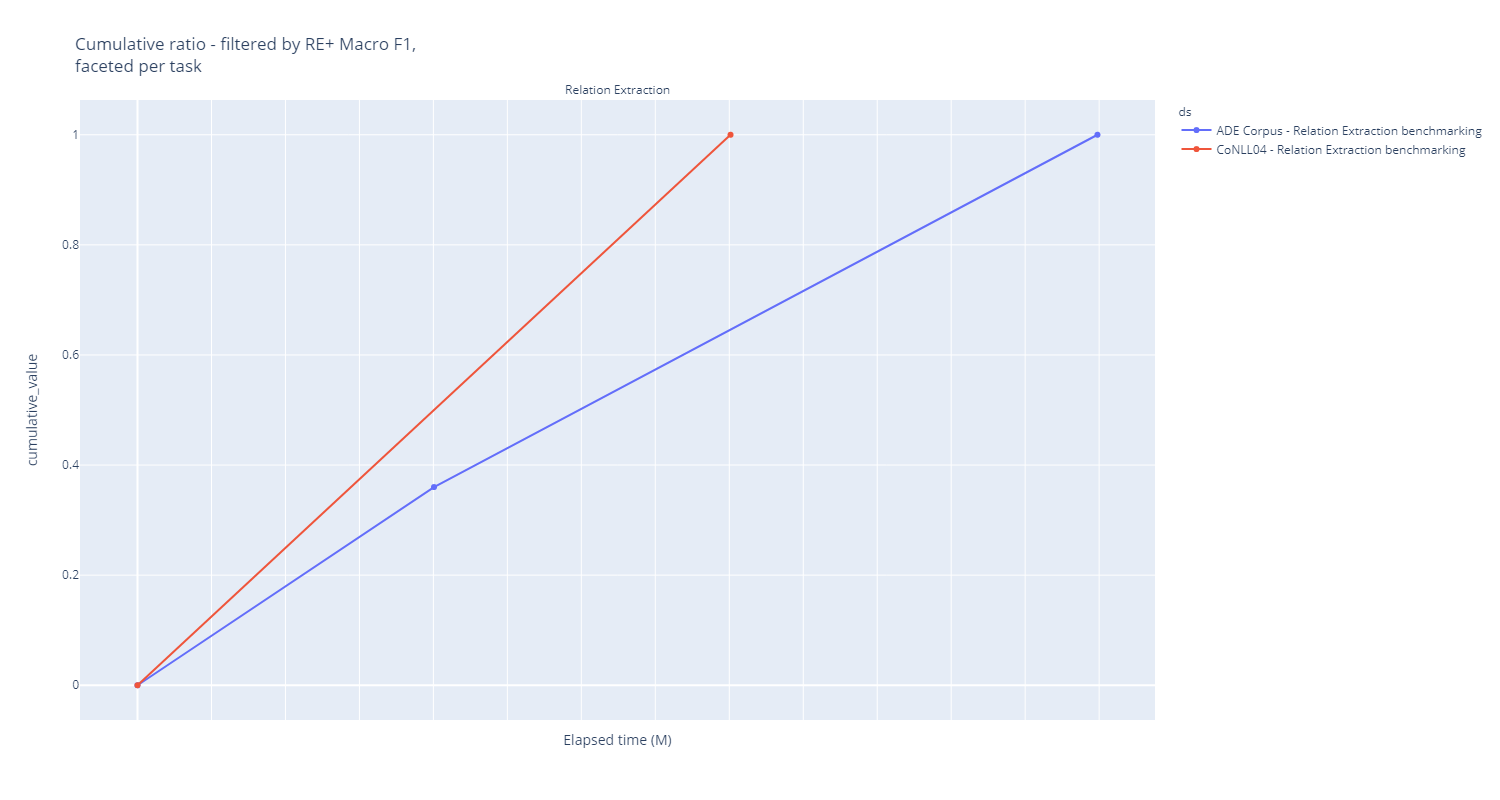 Cumulative ratio - filtered by RE+ Macro F1,
faceted per task
Relation Extraction
ds
ADE Corpus - Relation Extraction benchmarking
CoNLL04 - Relation Extraction benchmarking
1
0.8
0.6
0.4
0.2
0
cumulative_value
Elapsed time (M)